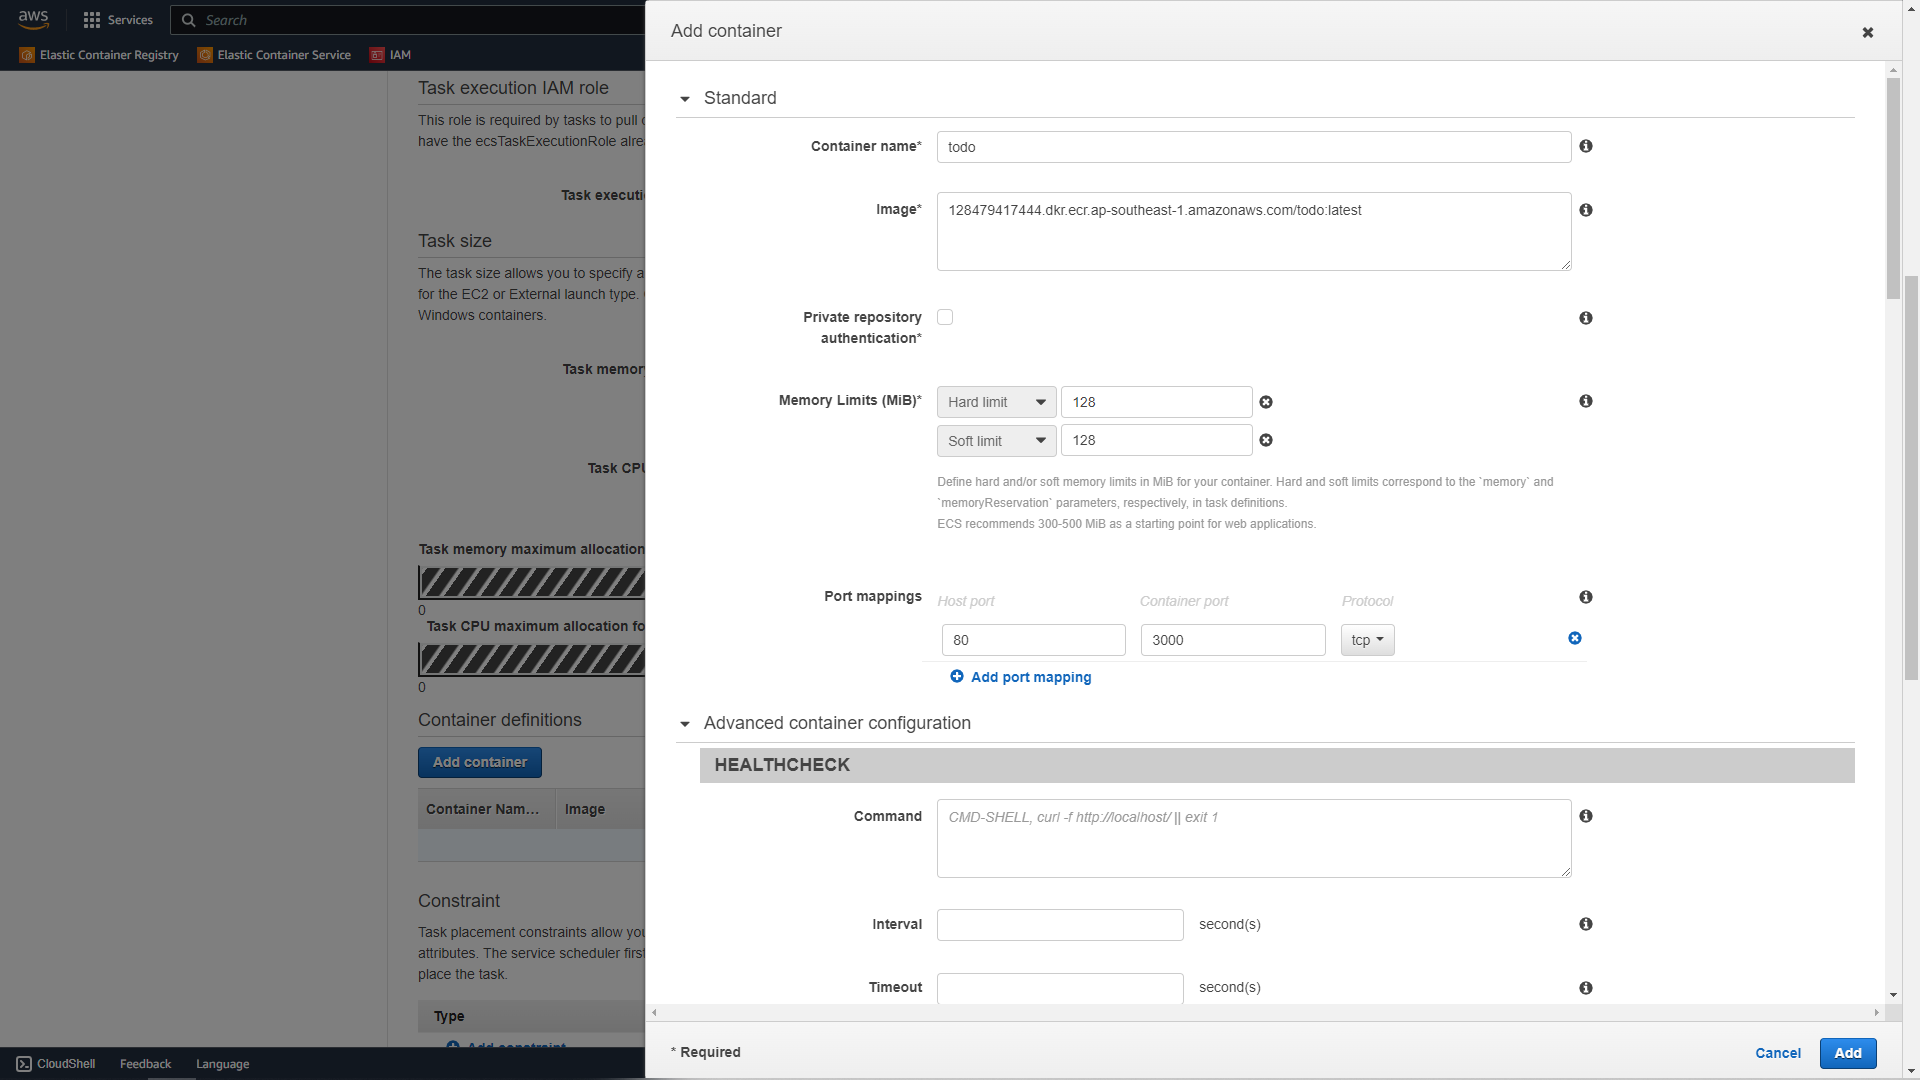 aws
Services
Search
Elastic Container Registry
Elastic Container Service
IAM
Task execution IAM role
This role is required by tasks to pull
have the ecsTaskExecutionRole
Task
Task size
The task size allows you to specify a
for the EC2 or External launch type.
Windows containers.
Task
Task CPU
Task memory maximum allocation
0
Task CPU maximum allocation
0
Container definitions
Add container
Container Nam...
Image
Constraint
Task placement constraints allow
attributes. The service scheduler
place the task.
Type
Add constraint
CloudShell
Feedback
Language
Add container
Standard
Container name*
todo
Image*
128479417444.dkr.ecr.ap-southeast-1.amazonaws.com/todo:latest
Private repository
authentication*
Memory Limits (MiB)*
Hard limit
128
Soft limit
128
Define hard and/or soft memory limits in MiB for your container. Hard and soft limits correspond to the `memory` and
`memoryReservation` parameters, respectively, in task definitions.
ECS recommends 300-500 MiB as a starting point for web applications.
Port mappings
Host port
Container port
Protocol
80
3000
tcp
Add port mapping
Advanced container configuration
HEALTHCHECK
Command
CMD-SHELL, curl -f http://localhost/ || exit 1
Interval
second(s)
Timeout
second(s)
* Required
Cancel
Add